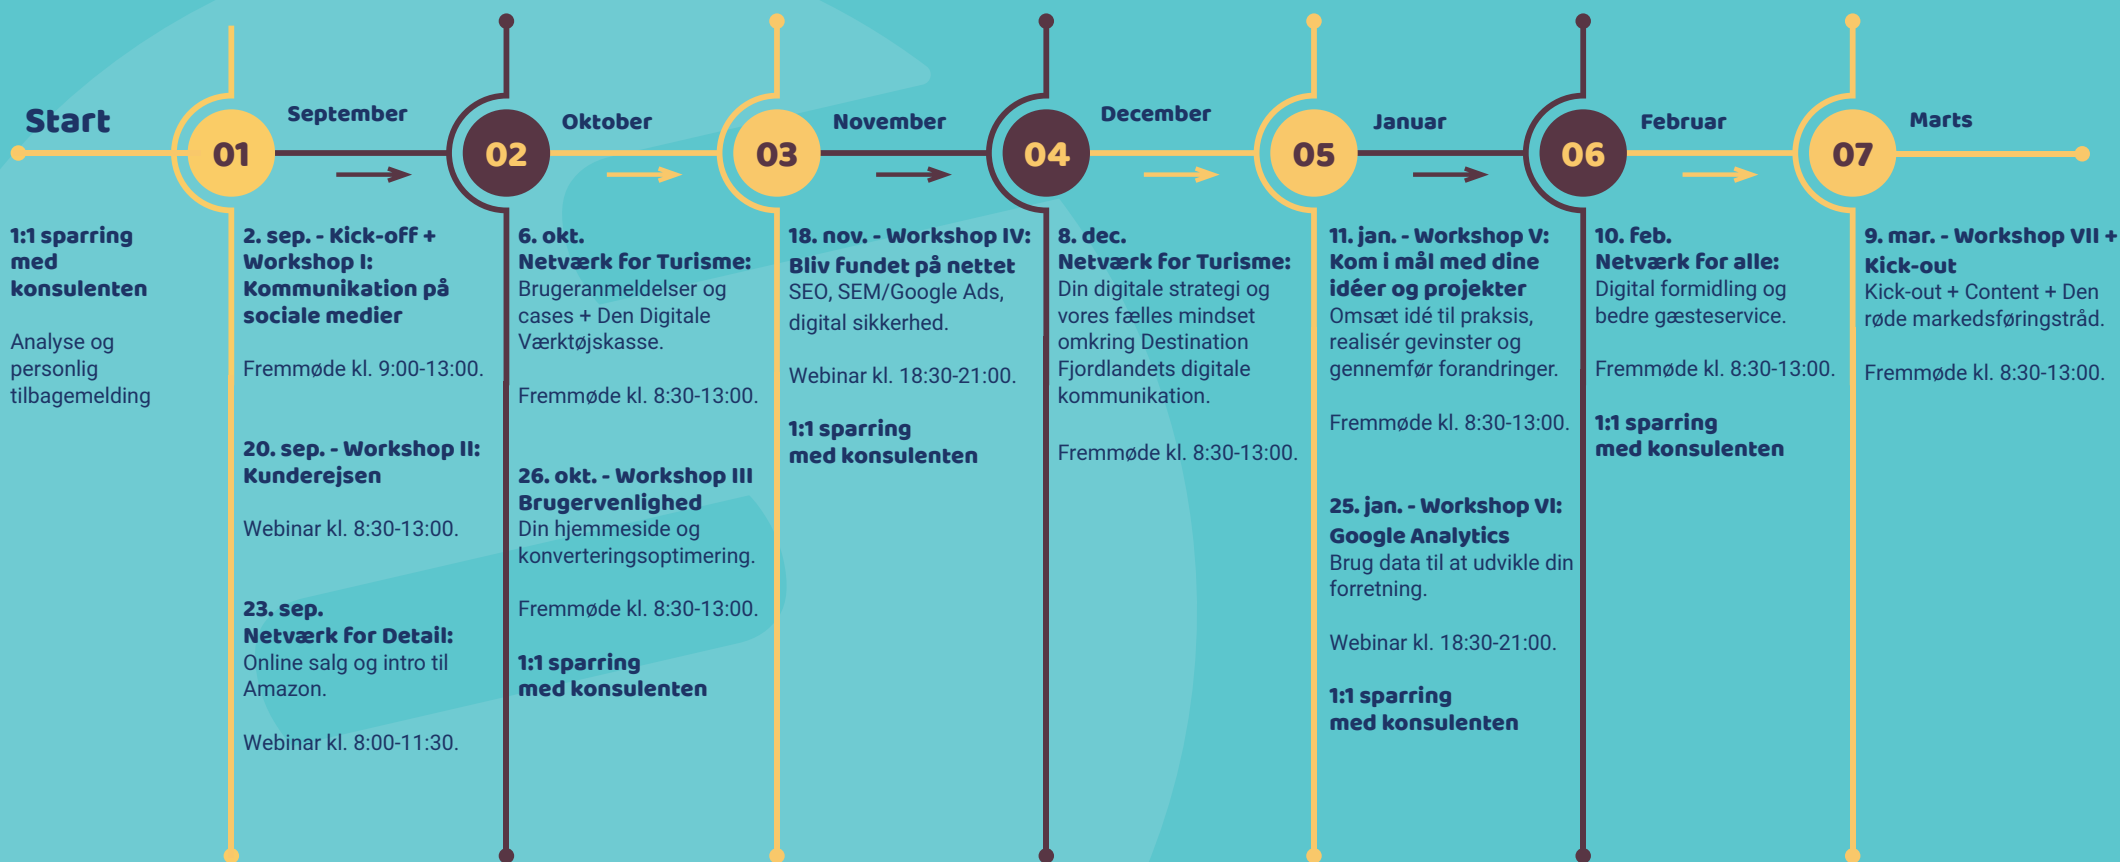 Start
1:1 sparring
med
konsulenten
Analyse og
personlig
tilbagemelding
01
September
2. sep. - Kick-off +
Workshop I:
Kommunikation på
sociale medier
Fremmøde kl. 9:00-13:00.
20. sep. - Workshop II:
Kunderejsen
Webinar kl. 8:30-13:00.
23. sep.
Netværk for Detail:
Online salg og intro til
Amazon.
Webinar kl. 8:00-11:30.
02
Oktober
6. okt.
Netværk for Turisme:
Brugeranmeldelser og
cases + Den Digitale
Værktøjskasse.
Fremmøde kl. 8:30-13:00.
26. okt. - Workshop III
Brugervenlighed
Din hjemmeside og
konverteringsoptimering.
Fremmøde kl. 8:30-13:00.
1:1 sparring
med konsulenten
03
November
18. nov. - Workshop IV:
Bliv fundet på nettet
SEO, SEM/Google Ads,
digital sikkerhed.
Webinar kl. 18:30-21:00.
1:1 sparring
med konsulenten
04
December
8. dec.
Netværk for Turisme:
Din digitale strategi og
vores fælles mindset
omkring Destination
Fjordlandets digitale
kommunikation.
Fremmøde kl. 8:30-13:00.
05
Januar
11. jan. - Workshop V:
Kom i mål med dine
idéer og projekter
Omsæt idé til praksis,
realisér gevinster og
gennemfør forandringer.
Fremmøde kl. 8:30-13:00.
25. jan. - Workshop VI:
Google Analytics
Brug data til at udvikle din
forretning.
Webinar kl. 18:30-21:00.
1:1 sparring
med konsulenten
06
Februar
10. feb.
Netværk for alle:
Digital formidling og
bedre gæsteservice.
Fremmøde kl. 8:30-13:00.
1:1 sparring
med konsulenten
07
Marts
9. mar. - Workshop VII +
Kick-out
Kick-out + Content + Den
røde markedsføringstråd.
Fremmøde kl. 8:30-13:00.